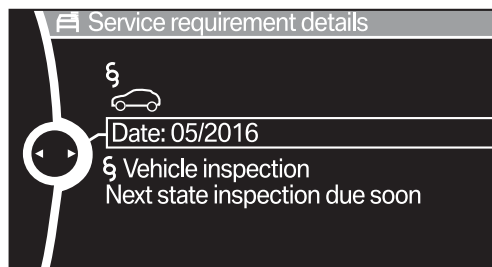 Service requirement details
§
Date: 05/2016
§ Vehicle inspection
Next state inspection due soon